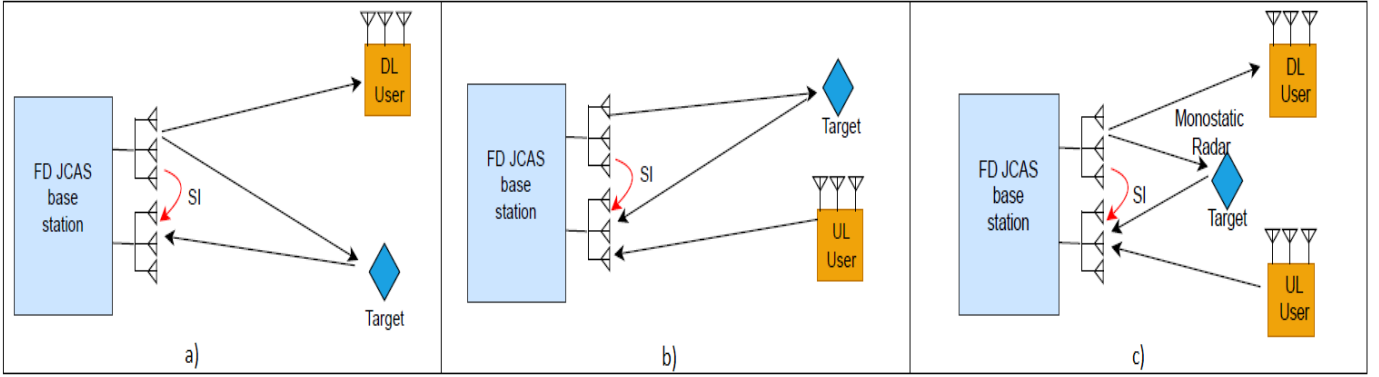 DL
User
FD JCAS
base
station
SI
Target
a)
Target
FD JCAS
base
station
SI
UL
User
b)
DL
User
Monostatic
Radar
FD JCAS
base
station
SI
Target
UL
User
c)